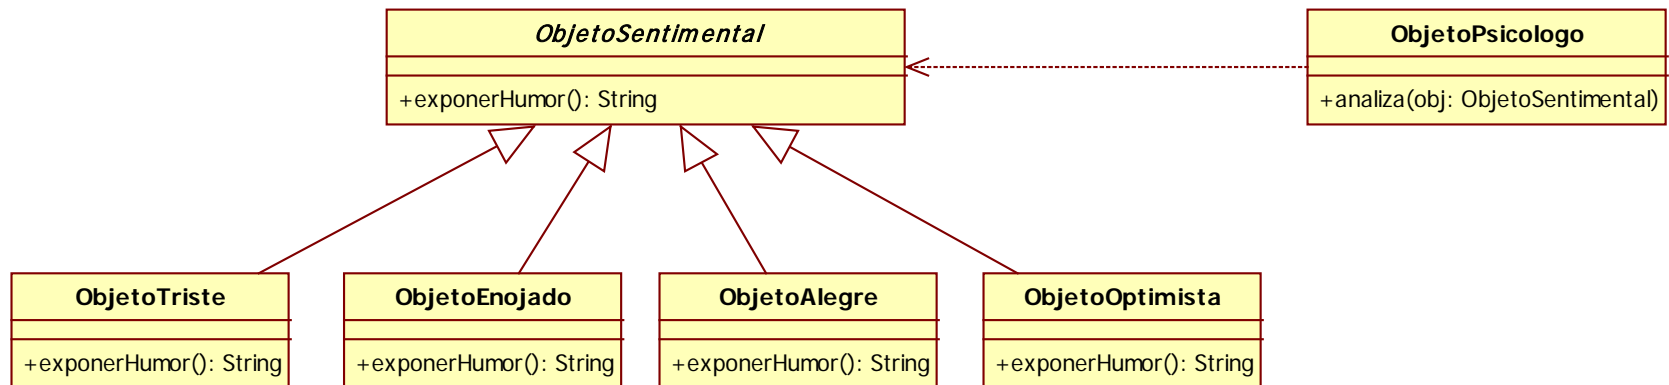 ObjetoSentimental
+exponerHumor(): String
ObjetoPsicologo
+analiza(obj: ObjetoSentimental)
ObjetoTriste
+exponerHumor(): String
ObjetoEnojado
+exponerHumor(): String
ObjetoAlegre
+exponerHumor(): String
ObjetoOptimista
+exponerHumor(): String